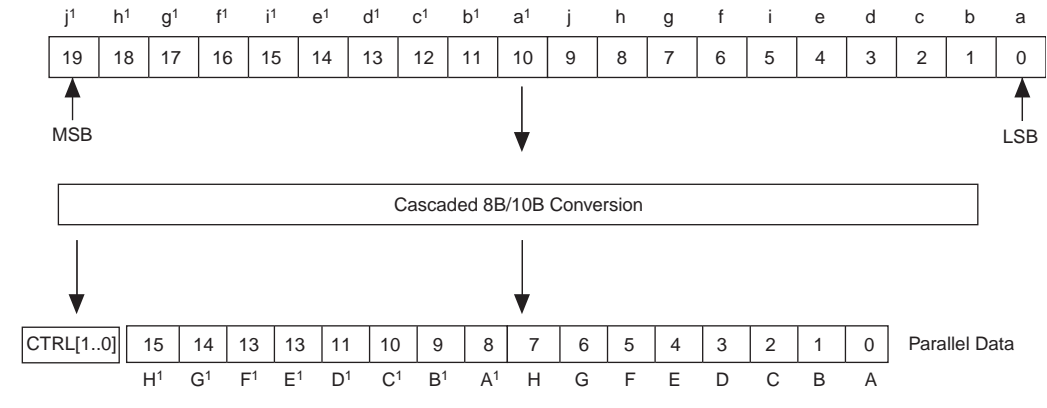 j¹ h¹ g¹ f¹ i¹ e¹ d¹ c¹ b¹ a¹ j h g f i e d c b a
19 18 17 16 15 14 13 12 11 10 9 8 7 6 5 4 3 2 1 0
MSB LSB
Cascaded 8B/10B Conversion
CTRL[1..0] 15 14 13 13 11 10 9 8 7 6 5 4 3 2 1 0 Parallel Data
H¹ G¹ F¹ E¹ D¹ C¹ B¹ A¹ H G F E D C B A